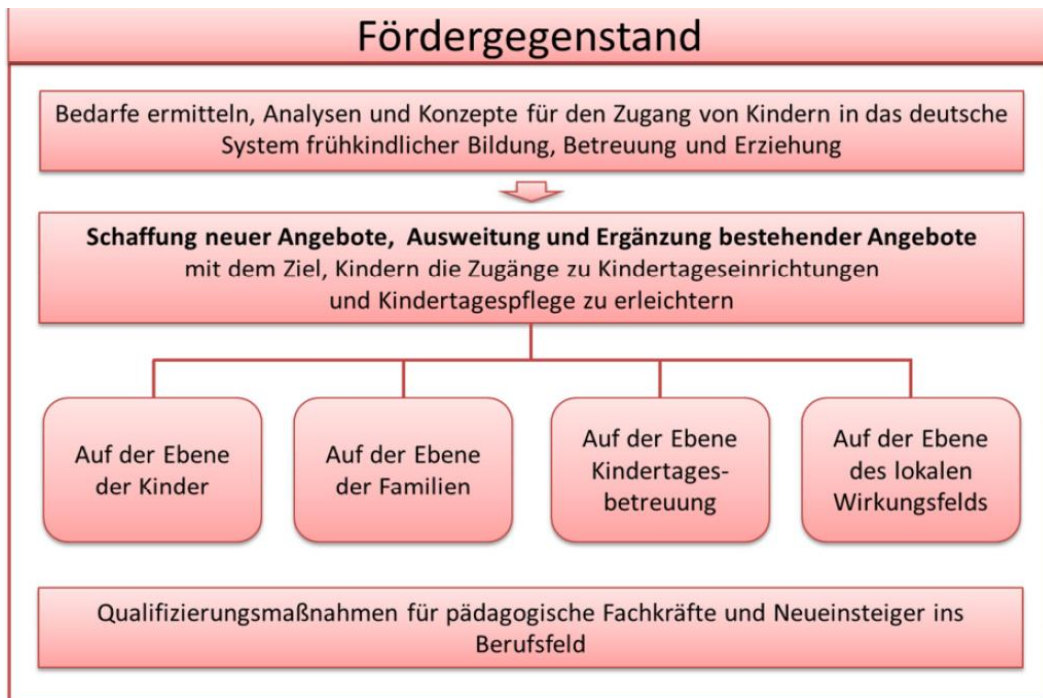 Fördergegenstand
Bedarfe ermitteln, Analysen und Konzepte für den Zugang von Kindern in das deutsche
System frühkindlicher Bildung, Betreuung und Erziehung
Schaffung neuer Angebote, Ausweitung und Ergänzung bestehender Angebote
mit dem Ziel, Kindern die Zugänge zu Kindertageseinrichtungen
und Kindertagespflege zu erleichtern
Auf der Ebene
der Kinder
Auf der Ebene
der Familien
Auf der Ebene
Kindertages-
betreuung
Auf der Ebene
des lokalen
Wirkungsfelds
Qualifizierungsmaßnahmen für pädagogische Fachkräfte und Neueinsteiger ins
Berufsfeld